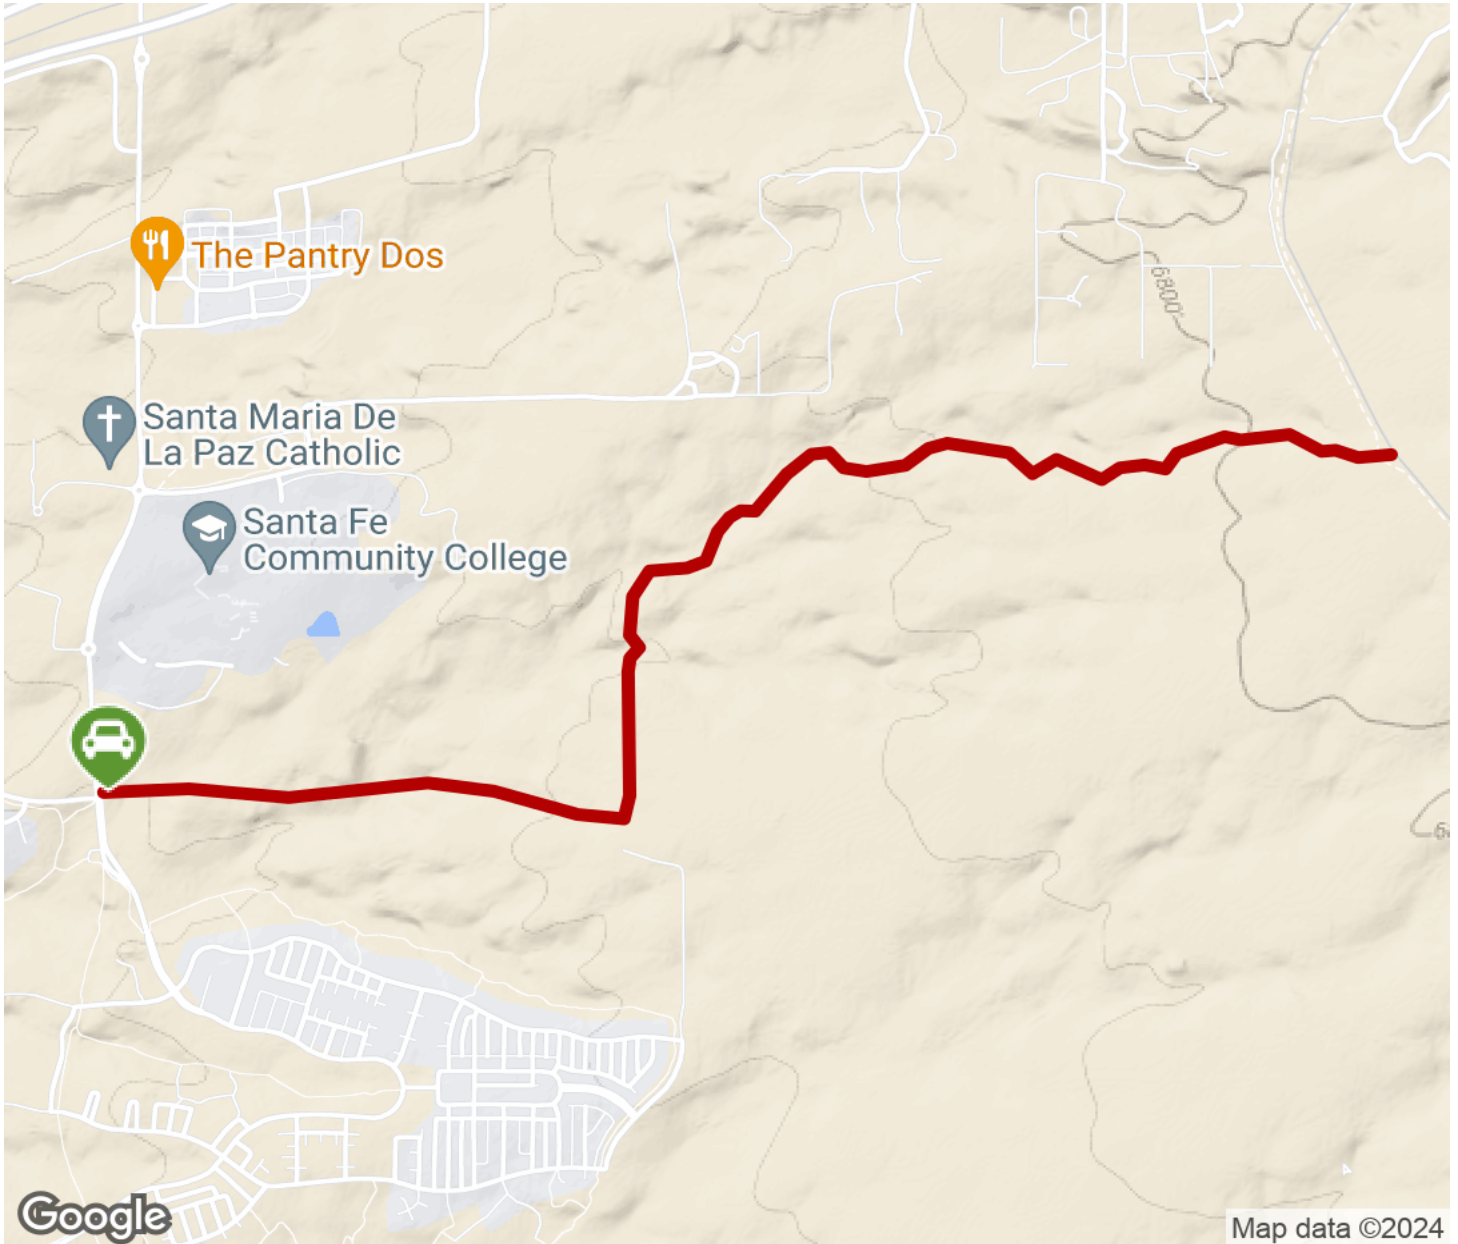 The Pantry Dos
6800'
Santa Maria De
La Paz Catholic
Santa Fe
Community College
Google
Map data ©2024